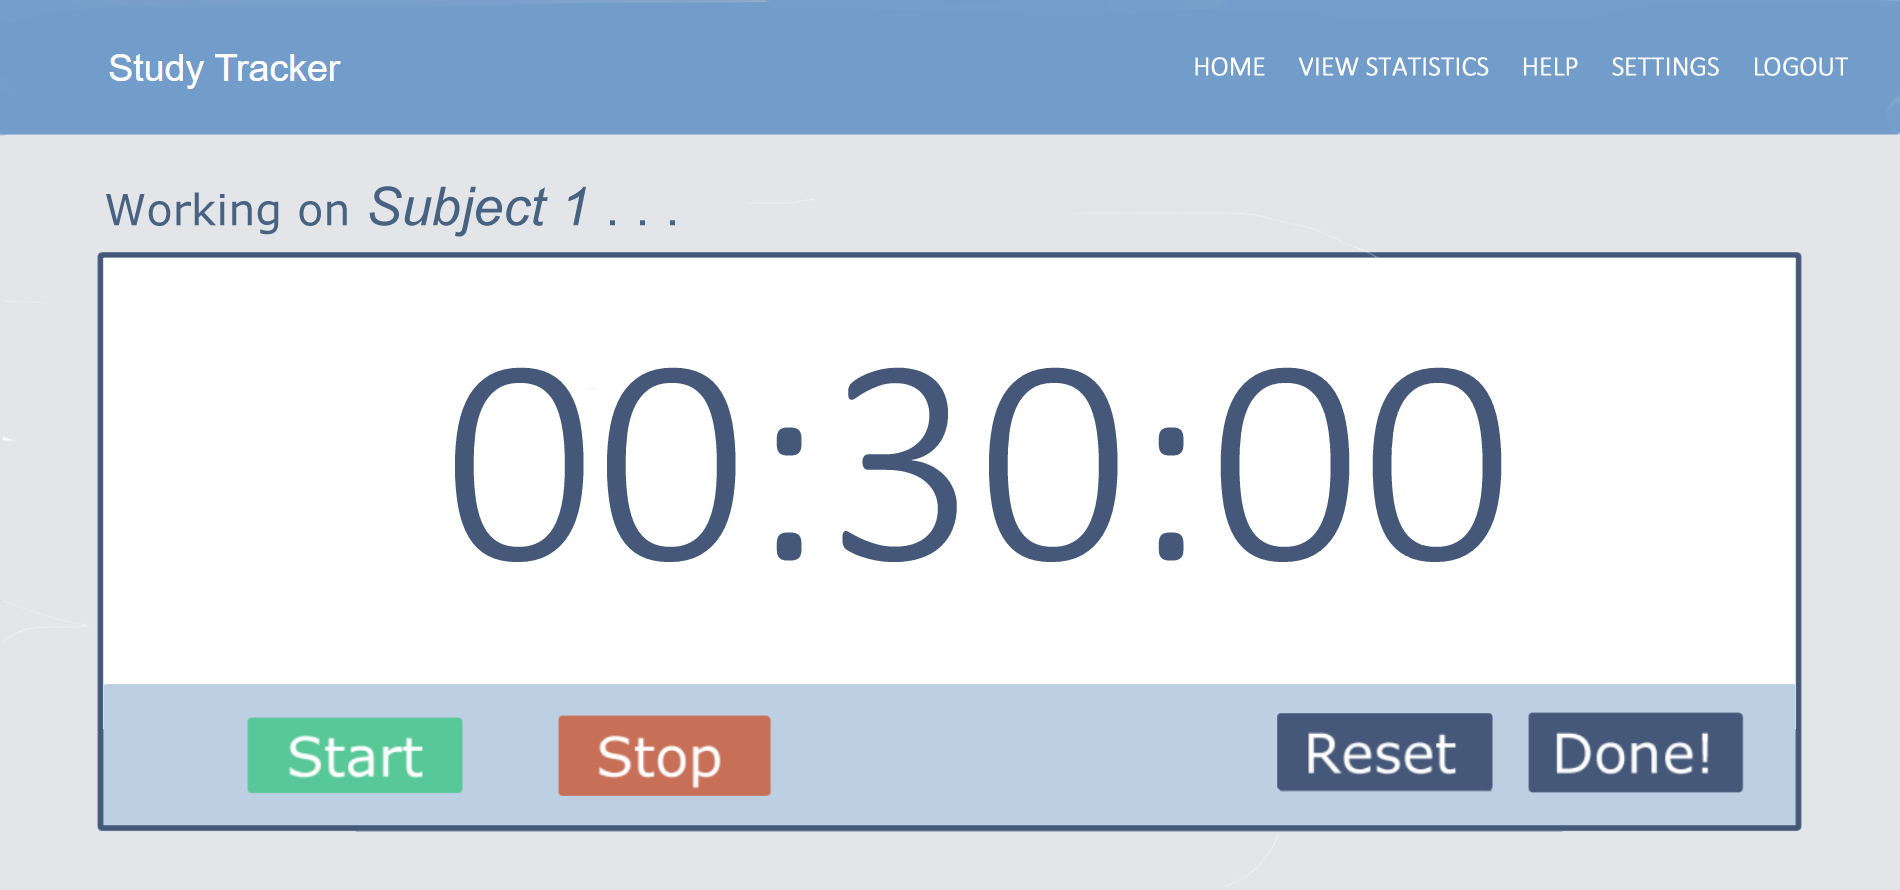 Study Tracker
HOME VIEW STATISTICS HELP SETTINGS LOGOUT
Working on Subject 1 . . .
00:30:00
Start Stop Reset Done!